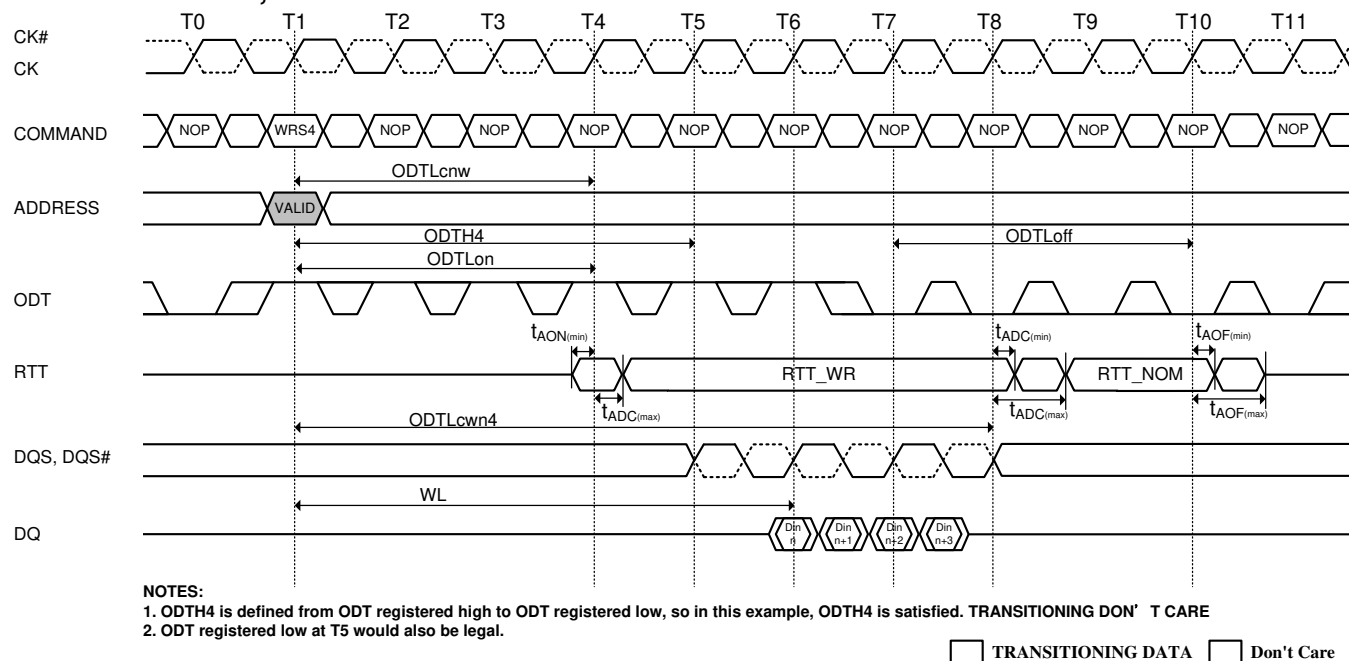 T0 T1 T2 T3 T4 T5 T6 T7 T8 T9 T10 T11
CK#
CK
COMMAND NOP WRS4 NOP NOP NOP NOP NOP NOP NOP NOP NOP NOP
ODTLcnw
ADDRESS VALID
ODTH4 ODTLoff
ODTLon
ODT
tAON(min) tADC(min) tAOF(min)
RTT RTT_WR RTT_NOM
tADC(max) tADC(max) tAOF(max)
ODTLcwn4
DQS, DQS#
WL
DQ Din n Din n+1 Din n+2 Din n+3
NOTES:
1. ODTH4 is defined from ODT registered high to ODT registered low, so in this example, ODTH4 is satisfied. TRANSITIONING DON' T CARE
2. ODT registered low at T5 would also be legal.
TRANSITIONING DATA Don't Care